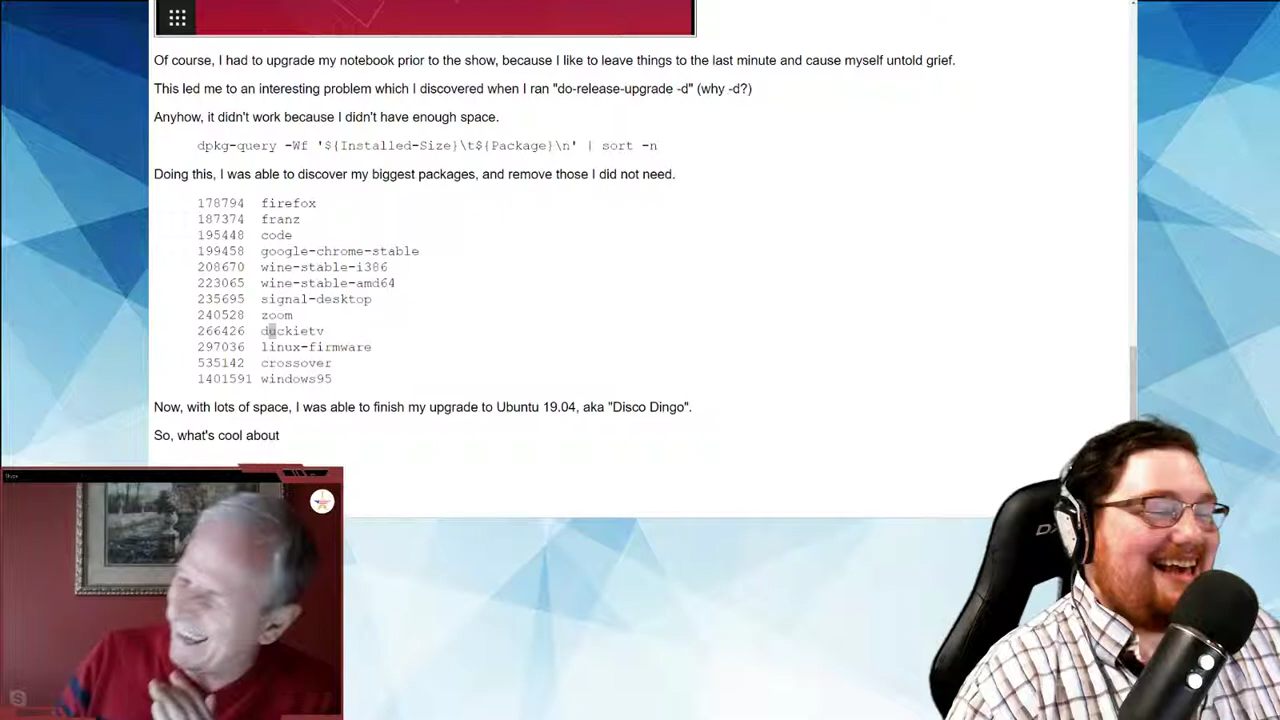 Of course, I had to upgrade my notebook prior to the show, because I like to leave things to the last minute and cause myself untold grief.
This led me to an interesting problem which I discovered when I ran "do-release-upgrade -d" (why -d?)
Anyhow, it didn't work because I didn't have enough space.
dpkg-query -Wf '${Installed-Size}\t${Package}\n' | sort -n
Doing this, I was able to discover my biggest packages, and remove those I did not need.
178794 firefox
187374 franz
195448 code
199458 google-chrome-stable
208670 wine-stable-i386
223065 wine-stable-amd64
235695 signal-desktop
240528 zoom
266426 duckietv
297036 linux-firmware
535142 crossover
1401591 windows95
Now, with lots of space, I was able to finish my upgrade to Ubuntu 19.04, aka "Disco Dingo".
So, what's cool about
Skype